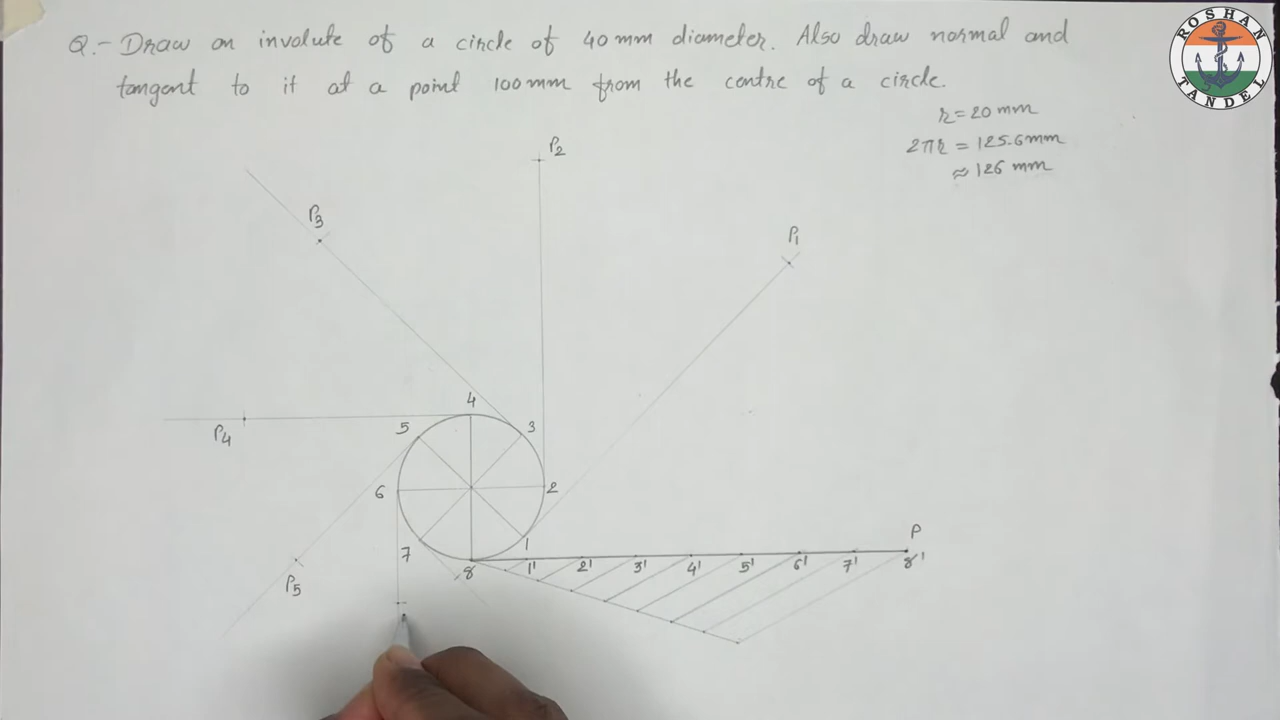 Q.- Draw an involute of a circle of 40 mm diameter. Also draw normal and
tangent to it at a point 100 mm from the centre of a circle.
r = 20 mm
2πr = 125.6 mm
≈ 126 mm
ROSHAN
TANDEL
P2
P3
P1
4
5
3
P4
6
2
7
1
P
8
1' 2' 3' 4' 5' 6' 7' 8'
P5